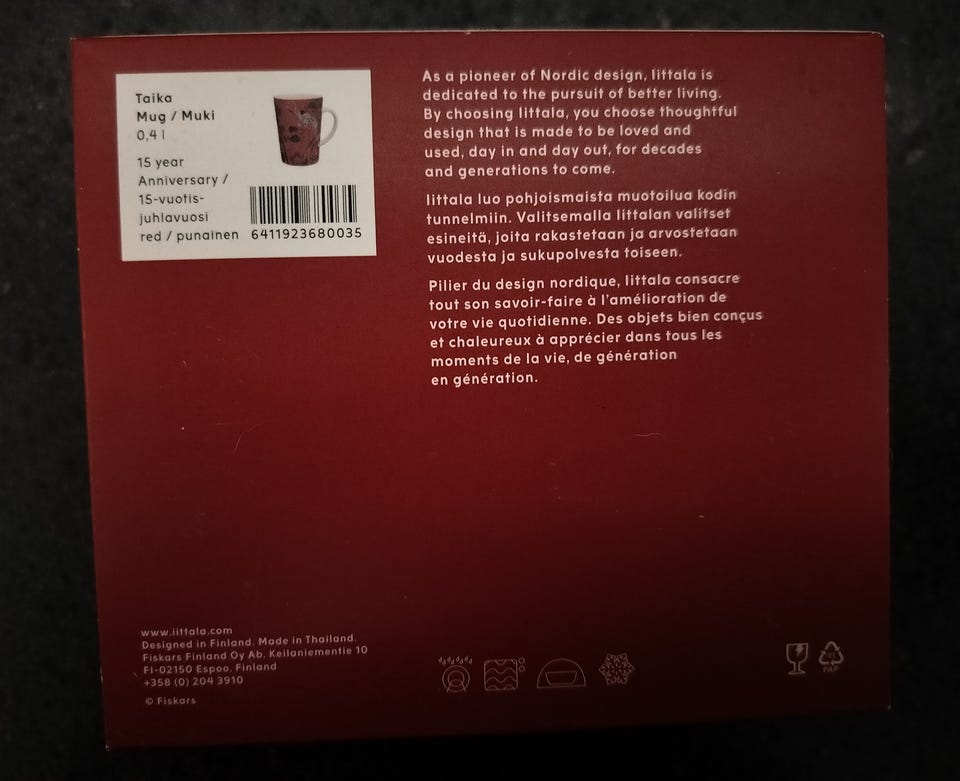 Taika
Mug / Muki
0,4 l
15 year
Anniversary /
15-vuotis-
juhlavuosi
red / punainen
6411923680035
As a pioneer of Nordic design, Iittala is
dedicated to the pursuit of better living.
By choosing Iittala, you choose thoughtful
design that is made to be loved and
used, day in and day out, for decades
and generations to come.
Iittala luo pohjoismaista muotoilua kodin
tunnelmiin. Valitsemalla Iittalan valitset
esineitä, joita rakastetaan ja arvostetaan
vuodesta ja sukupolvesta toiseen.
Pilier du design nordique, Iittala consacre
tout son savoir-faire à l'amélioration de
votre vie quotidienne. Des objets bien conçus
et chaleureux à apprécier dans tous les
moments de la vie, de génération
en génération.
www.iittala.com
Designed in Finland. Made in Thailand.
Fiskars Finland Oy Ab, Keilaniementie 10
FI-02150 Espoo, Finland
+358 (0) 204 3910
© Fiskars
PAP